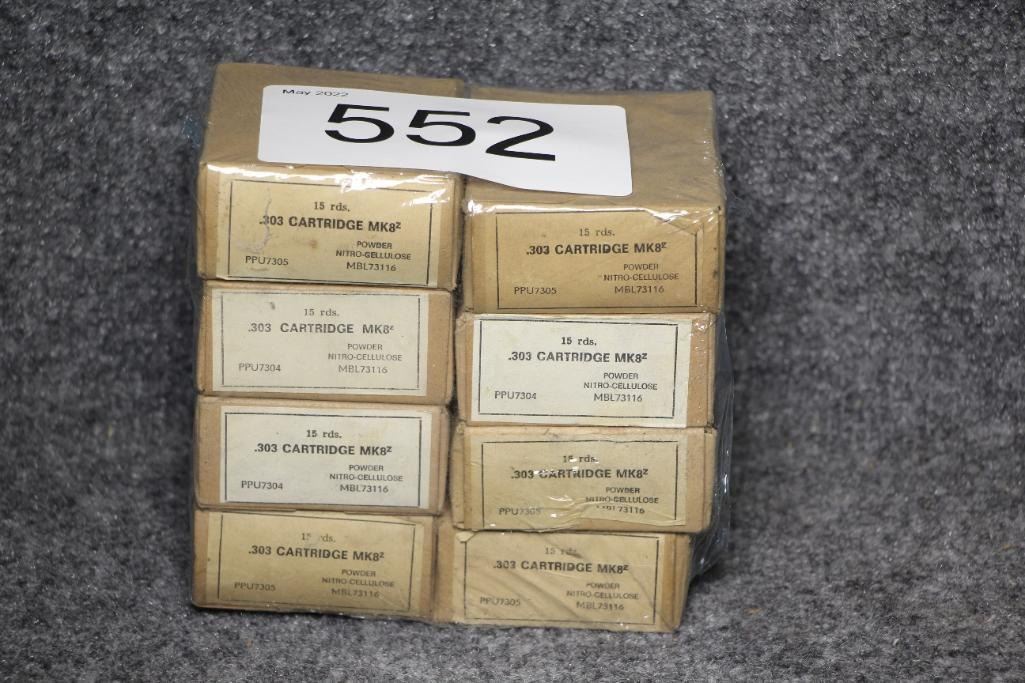 May 2022
552
15 rds.
.303 CARTRIDGE MK8z
POWDER
NITRO-CELLULOSE
PPU7305 MBL73116
15 rds.
.303 CARTRIDGE MK8z
POWDER
NITRO-CELLULOSE
PPU7305 MBL73116
15 rds.
.303 CARTRIDGE MK8z
POWDER
NITRO-CELLULOSE
PPU7304 MBL73116
15 rds.
.303 CARTRIDGE MK8z
POWDER
NITRO-CELLULOSE
PPU7304 MBL73116
15 rds.
.303 CARTRIDGE MK8z
POWDER
NITRO-CELLULOSE
PPU7304 MBL73116
15 rds.
.303 CARTRIDGE MK8z
POWDER
NITRO-CELLULOSE
PPU7305 MBL73116
15 rds.
.303 CARTRIDGE MK8z
POWDER
NITRO-CELLULOSE
PPU7305 MBL73116
15 rds.
.303 CARTRIDGE MK8z
POWDER
NITRO-CELLULOSE
PPU7305 MBL73116